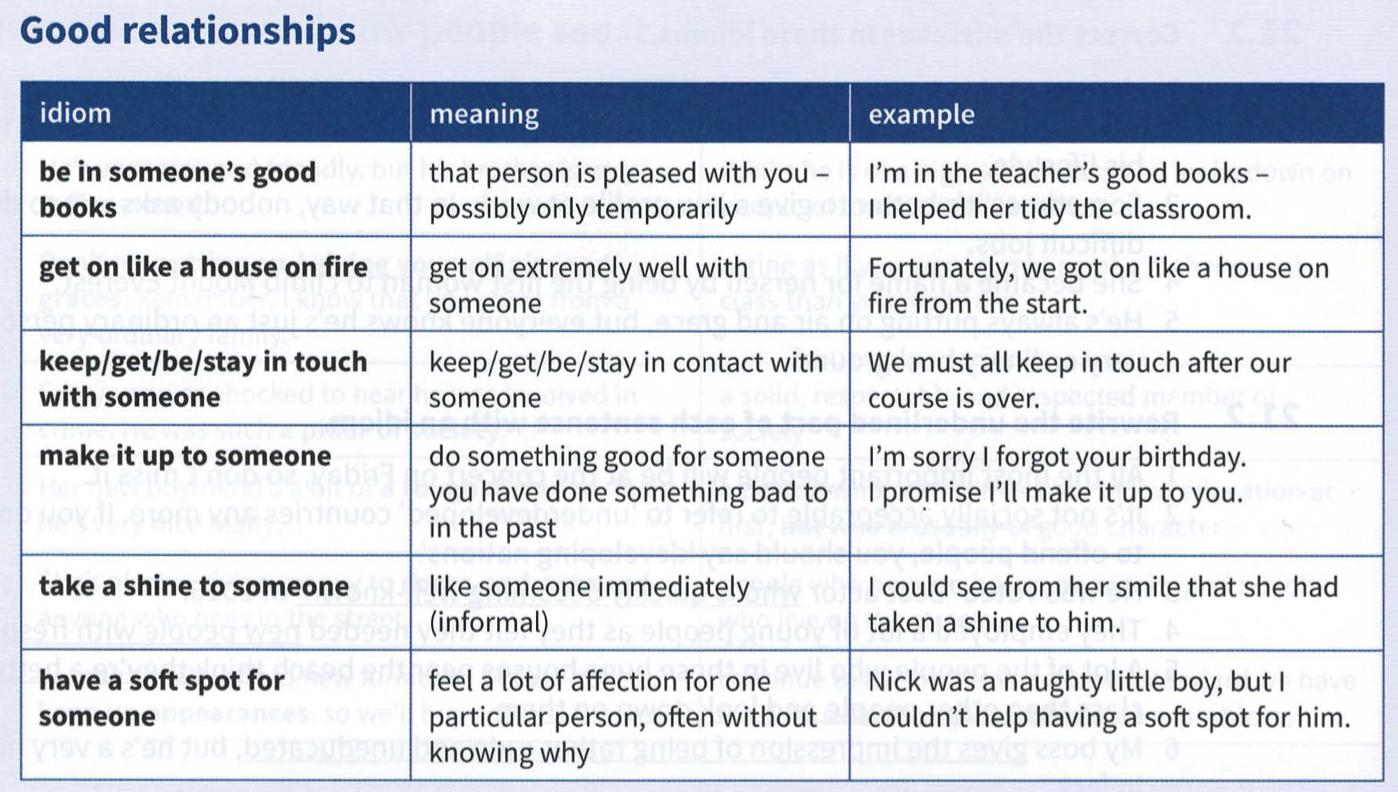 Good relationships
idiom meaning example
be in someone's good
books
that person is pleased with you –
possibly only temporarily
I'm in the teacher's good books –
I helped her tidy the classroom.
get on like a house on fire
get on extremely well with
someone
Fortunately, we got on like a house on
fire from the start.
keep/get/be/stay in touch
with someone
keep/get/be/stay in contact with
someone
We must all keep in touch after our
course is over.
make it up to someone
do something good for someone
you have done something bad to
in the past
I'm sorry I forgot your birthday.
I promise I'll make it up to you.
take a shine to someone
like someone immediately
(informal)
I could see from her smile that she had
taken a shine to him.
have a soft spot for
someone
feel a lot of affection for one
particular person, often without
knowing why
Nick was a naughty little boy, but I
couldn't help having a soft spot for him.